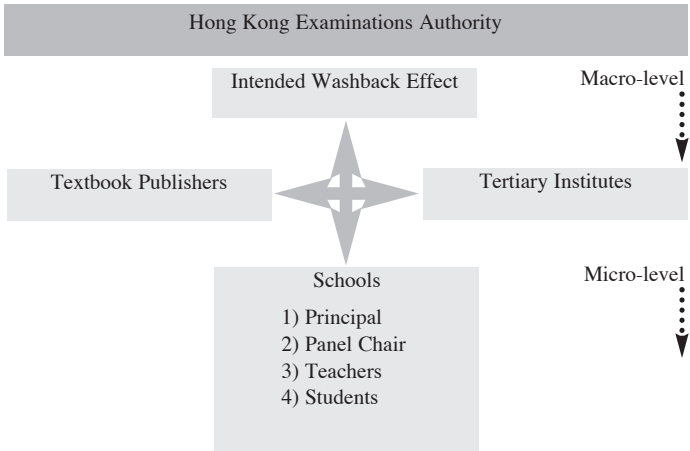 Hong Kong Examinations Authority
Intended Washback Effect
Macro-level
Textbook Publishers
Tertiary Institutes
Schools
Micro-level
1) Principal
2) Panel Chair
3) Teachers
4) Students